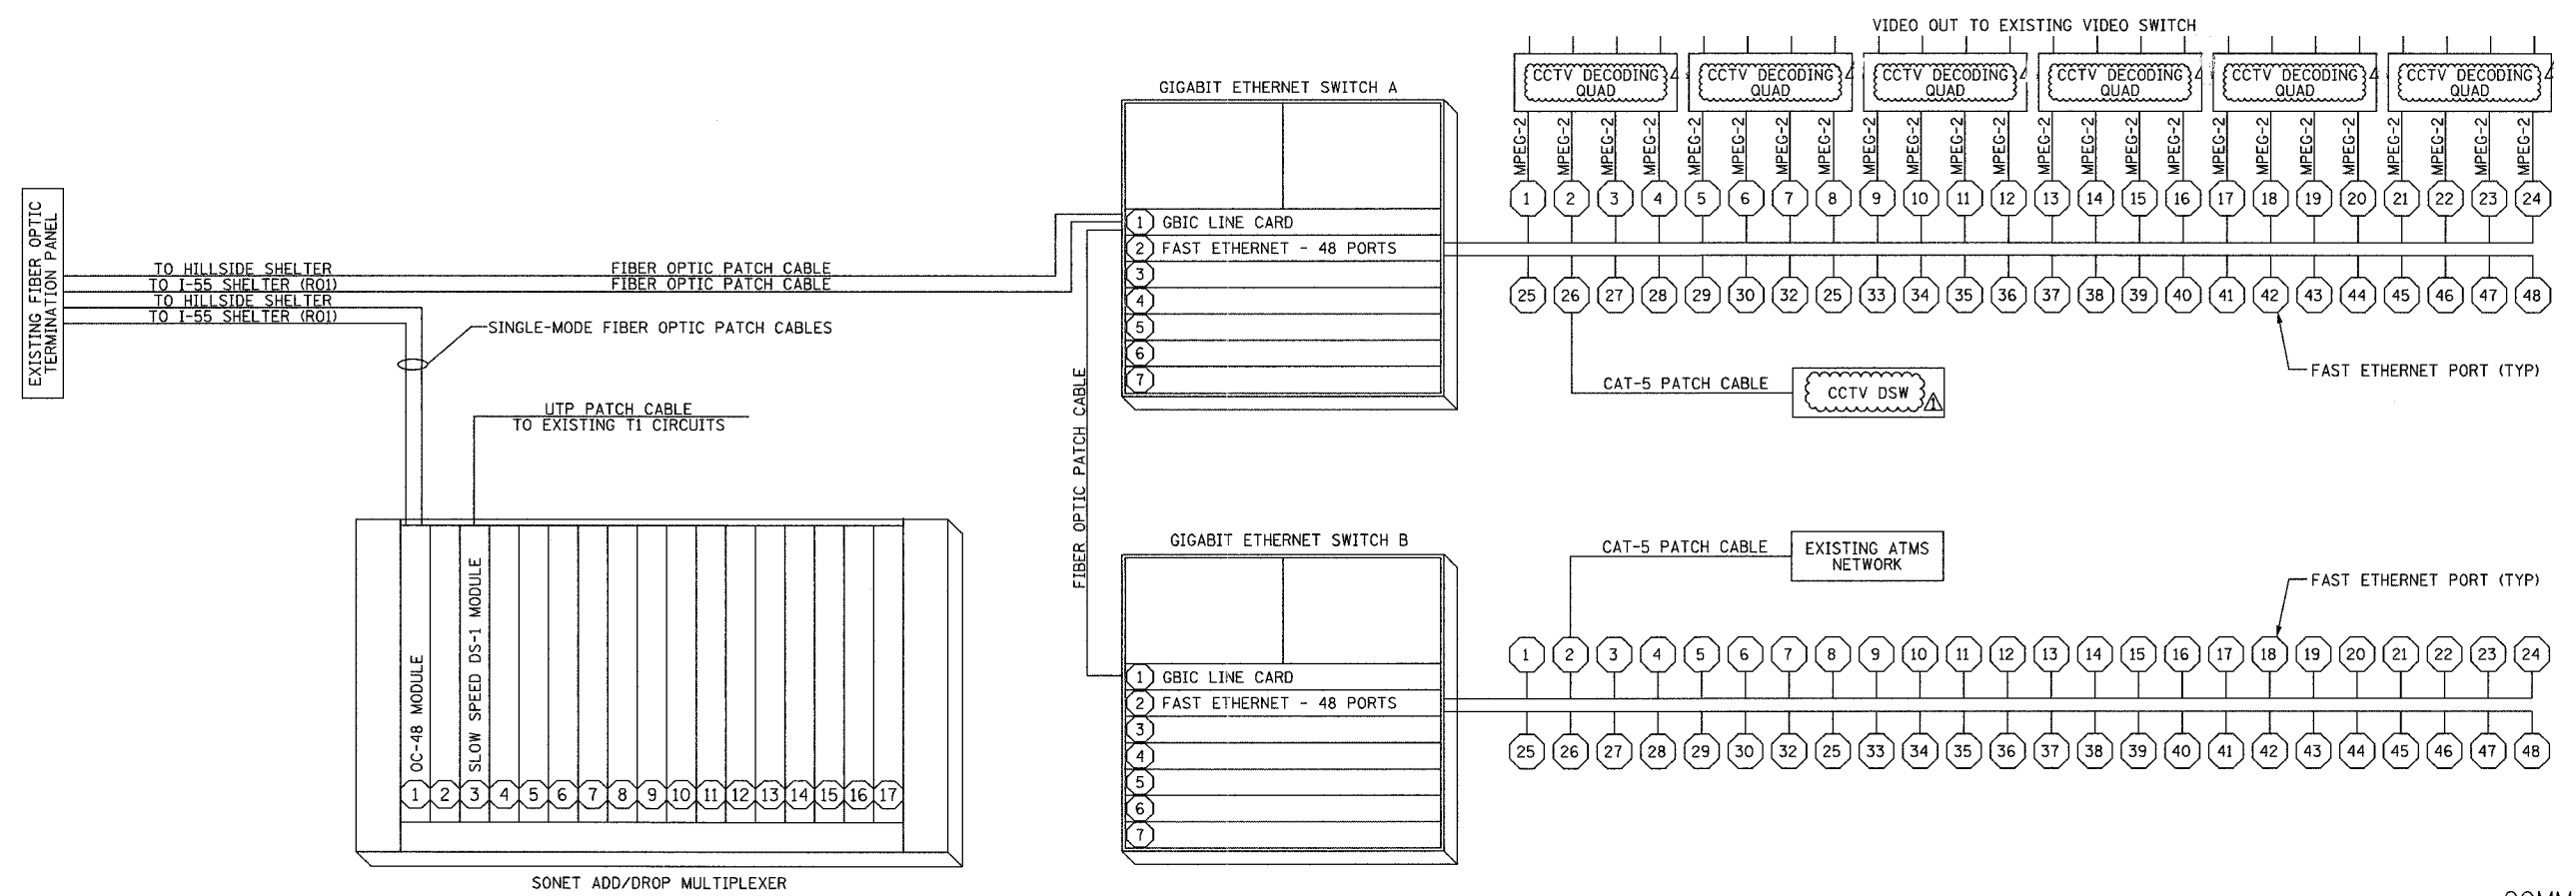 VIDEO OUT TO EXISTING VIDEO SWITCH
CCTV DECODING QUAD
CCTV DECODING QUAD
CCTV DECODING QUAD
CCTV DECODING QUAD
CCTV DECODING QUAD
CCTV DECODING QUAD
MPEG-2 MPEG-2 MPEG-2 MPEG-2 MPEG-2 MPEG-2 MPEG-2 MPEG-2 MPEG-2 MPEG-2 MPEG-2 MPEG-2 MPEG-2 MPEG-2 MPEG-2 MPEG-2 MPEG-2 MPEG-2 MPEG-2 MPEG-2 MPEG-2 MPEG-2 MPEG-2 MPEG-2
1 2 3 4 5 6 7 8 9 10 11 12 13 14 15 16 17 18 19 20 21 22 23 24
25 26 27 28 29 30 32 25 33 34 35 36 37 38 39 40 41 42 43 44 45 46 47 48
FAST ETHERNET PORT (TYP)
CAT-5 PATCH CABLE
CCTV DSW
1
GIGABIT ETHERNET SWITCH A
1 GBIC LINE CARD
2 FAST ETHERNET - 48 PORTS
3
4
5
6
7
EXISTING FIBER OPTIC
TERMINATION PANEL
TO HILLSIDE SHELTER
FIBER OPTIC PATCH CABLE
TO I-55 SHELTER (RO1)
FIBER OPTIC PATCH CABLE
TO HILLSIDE SHELTER
TO I-55 SHELTER (RO1)
SINGLE-MODE FIBER OPTIC PATCH CABLES
UTP PATCH CABLE
TO EXISTING T1 CIRCUITS
FIBER OPTIC PATCH CABLE
OC-48 MODULE
SLOW SPEED DS-1 MODULE
1 2 3 4 5 6 7 8 9 10 11 12 13 14 15 16 17
SONET ADD/DROP MULTIPLEXER
GIGABIT ETHERNET SWITCH B
1 GBIC LINE CARD
2 FAST ETHERNET - 48 PORTS
3
4
5
6
7
CAT-5 PATCH CABLE
EXISTING ATMS
NETWORK
FAST ETHERNET PORT (TYP)
1 2 3 4 5 6 7 8 9 10 11 12 13 14 15 16 17 18 19 20 21 22 23 24
25 26 27 28 29 30 32 25 33 34 35 36 37 38 39 40 41 42 43 44 45 46 47 48